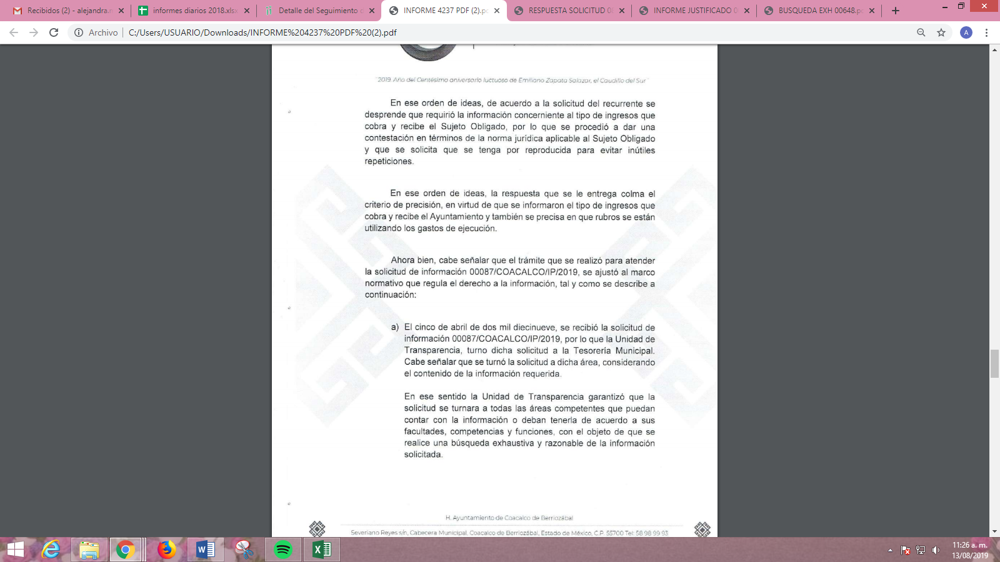 Recibidos (2) - alejandra.
informes diarios 2018.xlsx
Detalle del Seguimiento
INFORME 4237 PDF (2).p
RESPUESTA SOLICITUD
INFORME JUSTIFICADO
BUSQUEDA EXH 00648.p
Archivo
C:/Users/USUARIO/Downloads/INFORME%204237%20PDF%20(2).pdf
A
"2019. Año del Centésimo aniversario luctuoso de Emiliano Zapata Salazar, el Caudillo del Sur"
En ese orden de ideas, de acuerdo a la solicitud del recurrente se
desprende que requirió la información concerniente al tipo de ingresos que
cobra y recibe el Sujeto Obligado, por lo que se procedió a dar una
contestación en términos de la norma jurídica aplicable al Sujeto Obligado
y que se solicita que se tenga por reproducida para evitar inútiles
repeticiones.
En ese orden de ideas, la respuesta que se le entrega colma el
criterio de precisión, en virtud de que se informaron el tipo de ingresos que
cobra y recibe el Ayuntamiento y también se precisa en que rubros se están
utilizando los gastos de ejecución.
Ahora bien, cabe señalar que el trámite que se realizó para atender
la solicitud de información 00087/COACALCO/IP/2019, se ajustó al marco
normativo que regula el derecho a la información, tal y como se describe a
continuación:
a) El cinco de abril de dos mil diecinueve, se recibió la solicitud de
información 00087/COACALCO/IP/2019, por lo que la Unidad de
Transparencia, turno dicha solicitud a la Tesorería Municipal.
Cabe señalar que se turnó la solicitud a dicha área, considerando
el contenido de la información requerida.
En ese sentido la Unidad de Transparencia garantizó que la
solicitud se turnara a todas las áreas competentes que puedan
contar con la información o deban tenerla de acuerdo a sus
facultades, competencias y funciones, con el objeto de que se
realice una búsqueda exhaustiva y razonable de la información
solicitada.
H. Ayuntamiento de Coacalco de Berriozábal
Severiano Reyes s/n, Cabecera Municipal, Coacalco de Berriozábal, Estado de México, C.P. 55700 Tel: 58 98 99 93
11:26 a. m.
13/08/2019